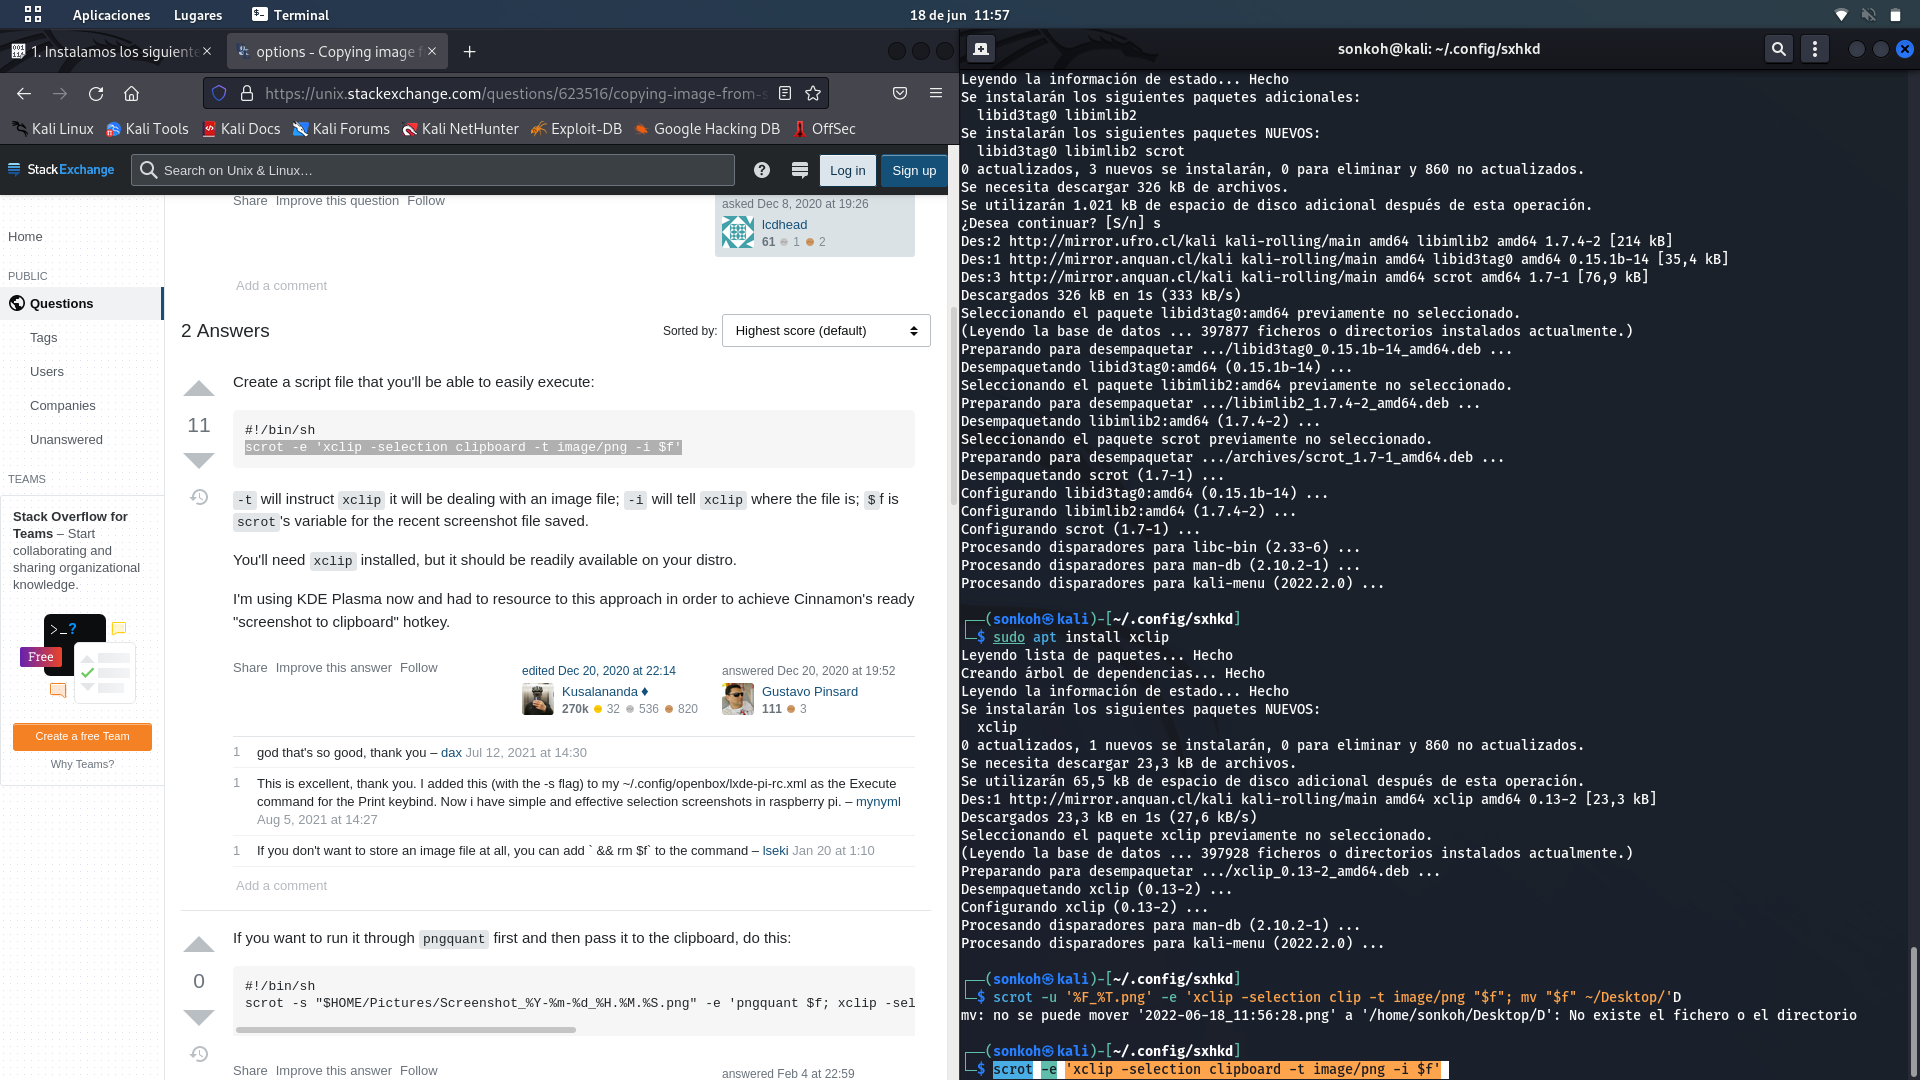 Aplicaciones Lugares Terminal 18 de jun 11:57
1. Instalamos los siguiente
options - Copying image f
https://unix.stackexchange.com/questions/623516/copying-image-from-s
Kali Linux Kali Tools Kali Docs Kali Forums Kali NetHunter Exploit-DB Google Hacking DB OffSec
StackExchange Search on Unix & Linux… Log in Sign up
Home
PUBLIC
Questions
Tags
Users
Companies
Unanswered
TEAMS
Stack Overflow for
Teams – Start
collaborating and
sharing organizational
knowledge.
>_?
Free
Create a free Team
Why Teams?
Share Improve this question Follow
asked Dec 8, 2020 at 19:26
lcdhead
61 1 2
Add a comment
2 Answers
Sorted by: Highest score (default)
11
Create a script file that you'll be able to easily execute:
#!/bin/sh
scrot -e 'xclip -selection clipboard -t image/png -i $f'
-t will instruct xclip it will be dealing with an image file; -i will tell xclip where the file is; $f is
scrot's variable for the recent screenshot file saved.
You'll need xclip installed, but it should be readily available on your distro.
I'm using KDE Plasma now and had to resource to this approach in order to achieve Cinnamon's ready
"screenshot to clipboard" hotkey.
Share Improve this answer Follow
edited Dec 20, 2020 at 22:14
Kusalananda ♦
270k 32 536 820
answered Dec 20, 2020 at 19:52
Gustavo Pinsard
111 3
1 god that's so good, thank you – dax Jul 12, 2021 at 14:30
1 This is excellent, thank you. I added this (with the -s flag) to my ~/.config/openbox/lxde-pi-rc.xml as the Execute
command for the Print keybind. Now i have simple and effective selection screenshots in raspberry pi. – mynyml
Aug 5, 2021 at 14:27
1 If you don't want to store an image file at all, you can add ` && rm $f` to the command – lseki Jan 20 at 1:10
Add a comment
0
If you want to run it through pngquant first and then pass it to the clipboard, do this:
#!/bin/sh
scrot -s "$HOME/Pictures/Screenshot_%Y-%m-%d_%H.%M.%S.png" -e 'pngquant $f; xclip -sel
Share Improve this answer Follow
answered Feb 4 at 22:59
sonkoh@kali: ~/.config/sxhkd
Leyendo la información de estado... Hecho
Se instalarán los siguientes paquetes adicionales:
libid3tag0 libimlib2
Se instalarán los siguientes paquetes NUEVOS:
libid3tag0 libimlib2 scrot
0 actualizados, 3 nuevos se instalarán, 0 para eliminar y 860 no actualizados.
Se necesita descargar 326 kB de archivos.
Se utilizarán 1.021 kB de espacio de disco adicional después de esta operación.
¿Desea continuar? [S/n] s
Des:2 http://mirror.ufro.cl/kali kali-rolling/main amd64 libimlib2 amd64 1.7.4-2 [214 kB]
Des:1 http://mirror.anquan.cl/kali kali-rolling/main amd64 libid3tag0 amd64 0.15.1b-14 [35,4 kB]
Des:3 http://mirror.anquan.cl/kali kali-rolling/main amd64 scrot amd64 1.7-1 [76,9 kB]
Descargados 326 kB en 1s (333 kB/s)
Seleccionando el paquete libid3tag0:amd64 previamente no seleccionado.
(Leyendo la base de datos ... 397877 ficheros o directorios instalados actualmente.)
Preparando para desempaquetar .../libid3tag0_0.15.1b-14_amd64.deb ...
Desempaquetando libid3tag0:amd64 (0.15.1b-14) ...
Seleccionando el paquete libimlib2:amd64 previamente no seleccionado.
Preparando para desempaquetar .../libimlib2_1.7.4-2_amd64.deb ...
Desempaquetando libimlib2:amd64 (1.7.4-2) ...
Seleccionando el paquete scrot previamente no seleccionado.
Preparando para desempaquetar .../archives/scrot_1.7-1_amd64.deb ...
Desempaquetando scrot (1.7-1) ...
Configurando libid3tag0:amd64 (0.15.1b-14) ...
Configurando libimlib2:amd64 (1.7.4-2) ...
Configurando scrot (1.7-1) ...
Procesando disparadores para libc-bin (2.33-6) ...
Procesando disparadores para man-db (2.10.2-1) ...
Procesando disparadores para kali-menu (2022.2.0) ...
┌──(sonkoh㉿kali)-[~/.config/sxhkd]
└─$ sudo apt install xclip
Leyendo lista de paquetes... Hecho
Creando árbol de dependencias... Hecho
Leyendo la información de estado... Hecho
Se instalarán los siguientes paquetes NUEVOS:
xclip
0 actualizados, 1 nuevos se instalarán, 0 para eliminar y 860 no actualizados.
Se necesita descargar 23,3 kB de archivos.
Se utilizarán 65,5 kB de espacio de disco adicional después de esta operación.
Des:1 http://mirror.anquan.cl/kali kali-rolling/main amd64 xclip amd64 0.13-2 [23,3 kB]
Descargados 23,3 kB en 1s (27,6 kB/s)
Seleccionando el paquete xclip previamente no seleccionado.
(Leyendo la base de datos ... 397928 ficheros o directorios instalados actualmente.)
Preparando para desempaquetar .../xclip_0.13-2_amd64.deb ...
Desempaquetando xclip (0.13-2) ...
Configurando xclip (0.13-2) ...
Procesando disparadores para man-db (2.10.2-1) ...
Procesando disparadores para kali-menu (2022.2.0) ...
┌──(sonkoh㉿kali)-[~/.config/sxhkd]
└─$ scrot -u '%F_%T.png' -e 'xclip -selection clip -t image/png "$f"; mv "$f" ~/Desktop/'D
mv: no se puede mover '2022-06-18_11:56:28.png' a '/home/sonkoh/Desktop/D': No existe el fichero o el directorio
┌──(sonkoh㉿kali)-[~/.config/sxhkd]
└─$ scrot -e 'xclip -selection clipboard -t image/png -i $f'